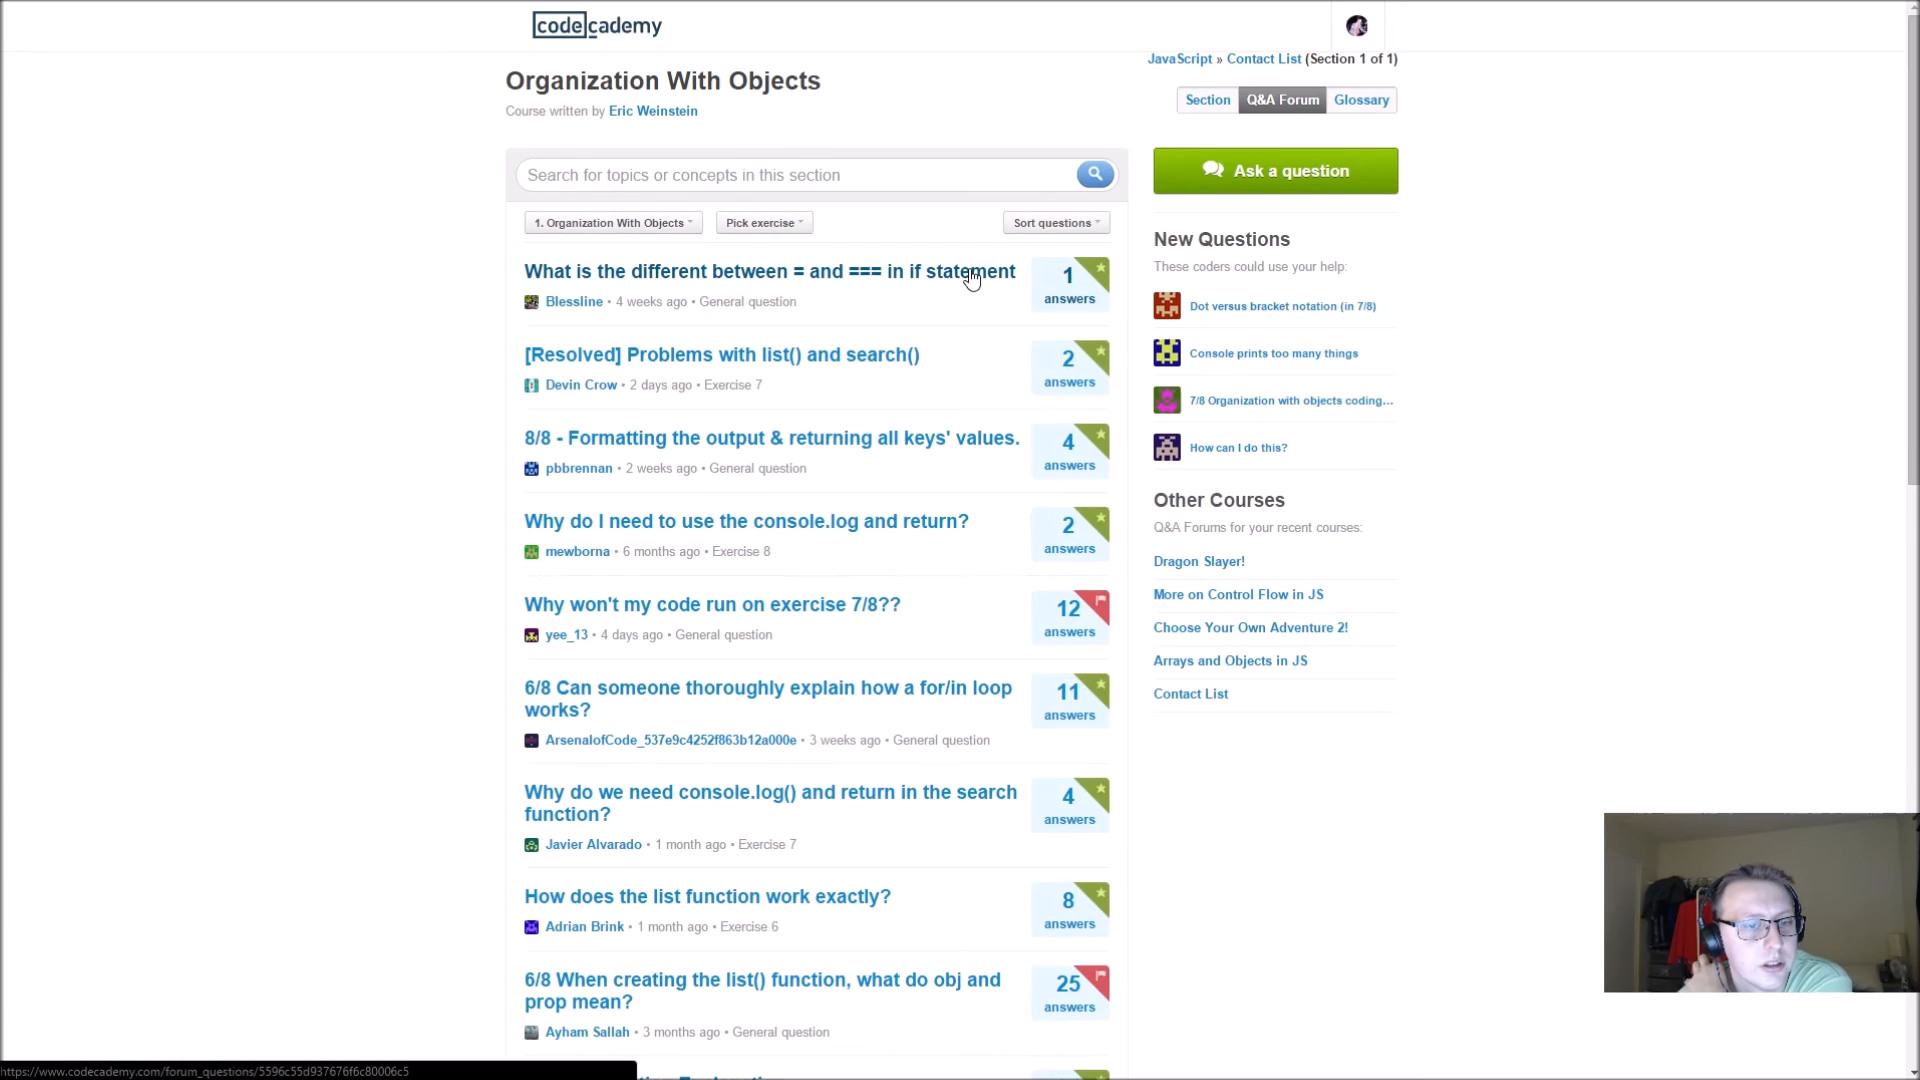 codecademy
JavaScript » Contact List (Section 1 of 1)
Organization With Objects
Course written by Eric Weinstein
Section Q&A Forum Glossary
Search for topics or concepts in this section
Ask a question
1. Organization With Objects Pick exercise Sort questions
What is the different between = and === in if statement
1 answers
Blessline • 4 weeks ago • General question
[Resolved] Problems with list() and search()
2 answers
Devin Crow • 2 days ago • Exercise 7
8/8 - Formatting the output & returning all keys' values.
4 answers
pbbrennan • 2 weeks ago • General question
Why do I need to use the console.log and return?
2 answers
mewborna • 6 months ago • Exercise 8
Why won't my code run on exercise 7/8??
12 answers
yee_13 • 4 days ago • General question
6/8 Can someone thoroughly explain how a for/in loop
works?
11 answers
ArsenalofCode_537e9c4252f863b12a000e • 3 weeks ago • General question
Why do we need console.log() and return in the search
function?
4 answers
Javier Alvarado • 1 month ago • Exercise 7
How does the list function work exactly?
8 answers
Adrian Brink • 1 month ago • Exercise 6
6/8 When creating the list() function, what do obj and
prop mean?
25 answers
Ayham Sallah • 3 months ago • General question
New Questions
These coders could use your help:
Dot versus bracket notation (in 7/8)
Console prints too many things
7/8 Organization with objects coding...
How can I do this?
Other Courses
Q&A Forums for your recent courses:
Dragon Slayer!
More on Control Flow in JS
Choose Your Own Adventure 2!
Arrays and Objects in JS
Contact List
https://www.codecademy.com/forum_questions/5596c55d937676f6c80006c5